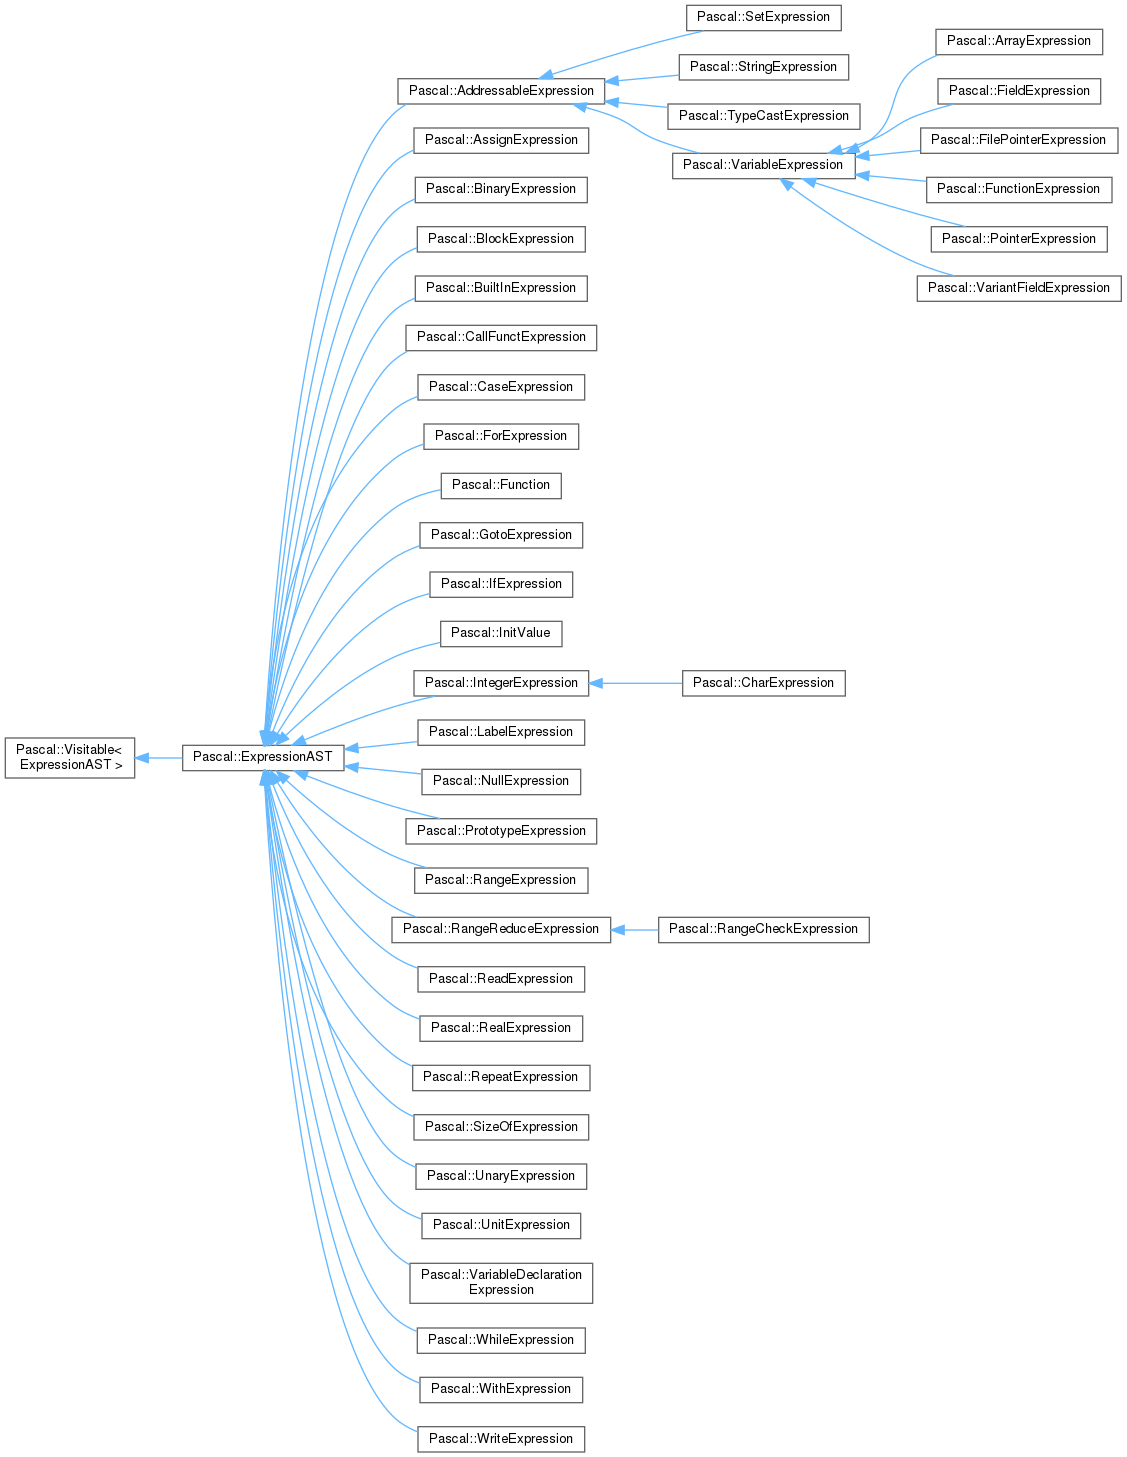 Pascal::SetExpression
Pascal::ArrayExpression
Pascal::StringExpression
Pascal::AddressableExpression
Pascal::FieldExpression
Pascal::TypeCastExpression
Pascal::AssignExpression
Pascal::FilePointerExpression
Pascal::VariableExpression
Pascal::BinaryExpression
Pascal::FunctionExpression
Pascal::BlockExpression
Pascal::PointerExpression
Pascal::BuiltInExpression
Pascal::VariantFieldExpression
Pascal::CallFunctExpression
Pascal::CaseExpression
Pascal::ForExpression
Pascal::Function
Pascal::GotoExpression
Pascal::IfExpression
Pascal::InitValue
Pascal::IntegerExpression
Pascal::CharExpression
Pascal::LabelExpression
Pascal::Visitable<
ExpressionAST >
Pascal::ExpressionAST
Pascal::NullExpression
Pascal::PrototypeExpression
Pascal::RangeExpression
Pascal::RangeReduceExpression
Pascal::RangeCheckExpression
Pascal::ReadExpression
Pascal::RealExpression
Pascal::RepeatExpression
Pascal::SizeOfExpression
Pascal::UnaryExpression
Pascal::UnitExpression
Pascal::VariableDeclaration
Expression
Pascal::WhileExpression
Pascal::WithExpression
Pascal::WriteExpression